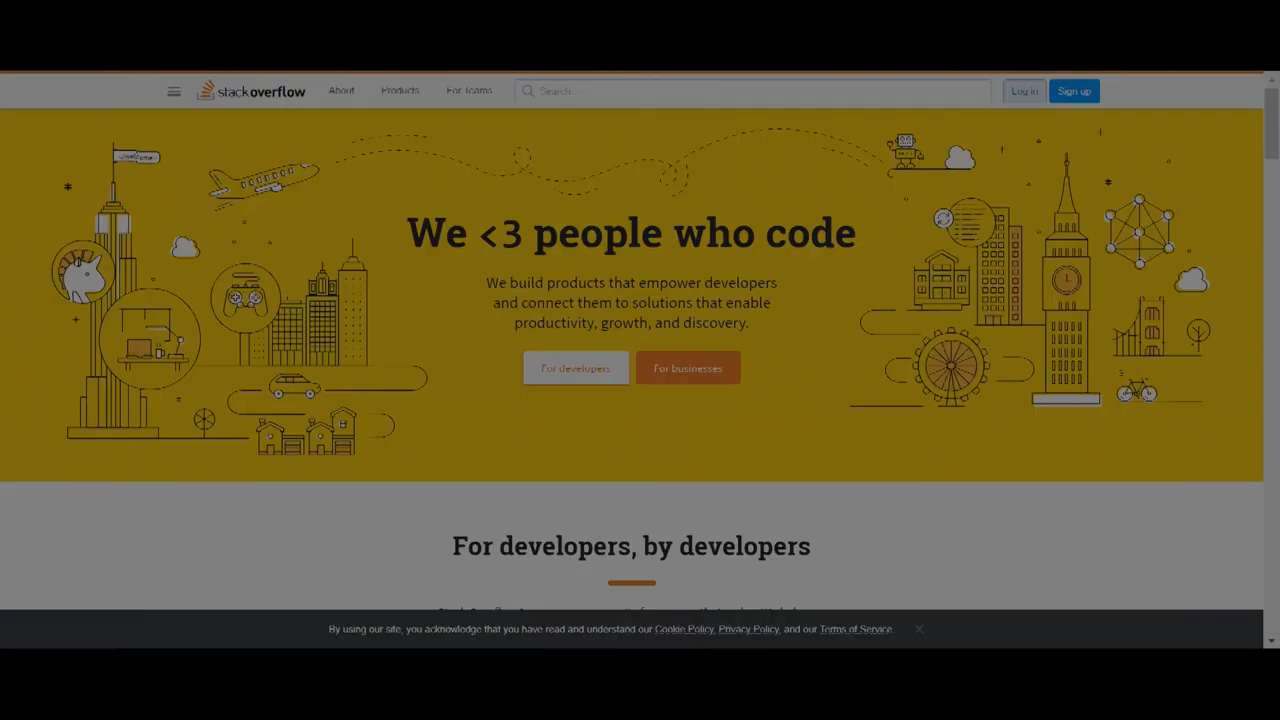 stackoverflow About Products For Teams Search... Log in Sign up
</welcome>
We <3 people who code
We build products that empower developers
and connect them to solutions that enable
productivity, growth, and discovery.
For developers For businesses
For developers, by developers
By using our site, you acknowledge that you have read and understand our Cookie Policy, Privacy Policy, and our Terms of Service.